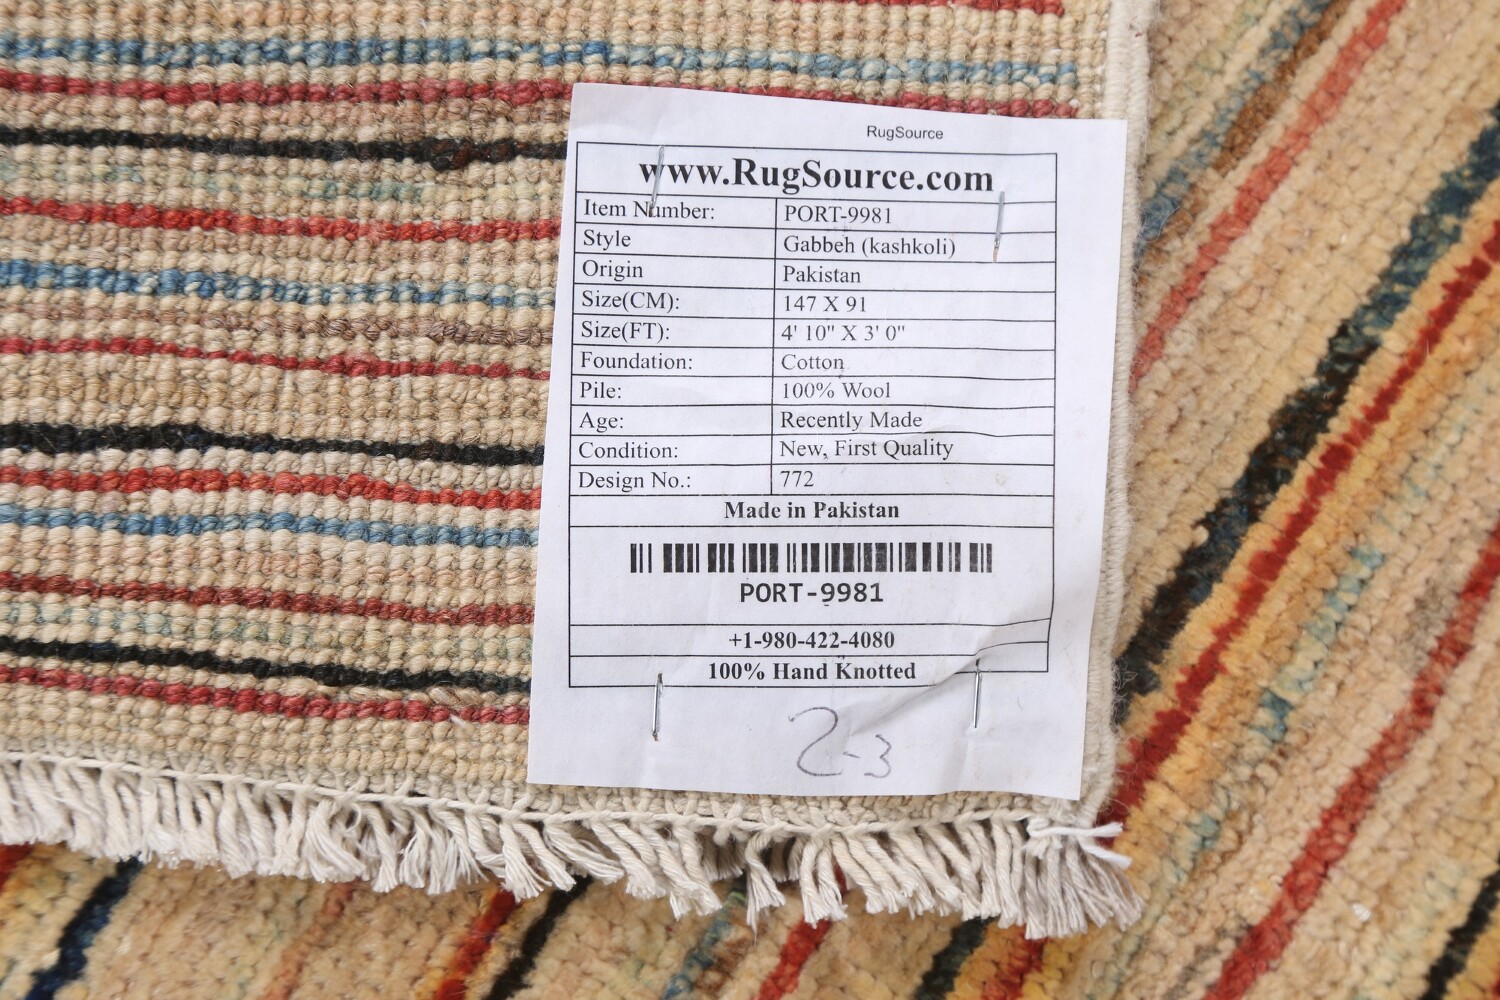 RugSource
www.RugSource.com
Item Number: PORT-9981
Style Gabbeh (kashkoli)
Origin Pakistan
Size(CM): 147 X 91
Size(FT): 4' 10" X 3' 0"
Foundation: Cotton
Pile: 100% Wool
Age: Recently Made
Condition: New, First Quality
Design No.: 772
Made in Pakistan
PORT-9981
+1-980-422-4080
100% Hand Knotted
2-3